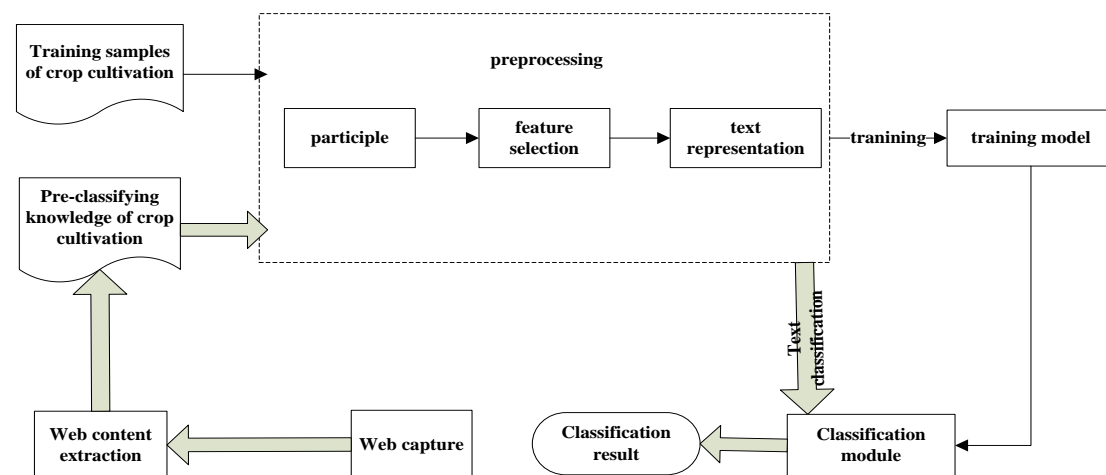 Training samples
of crop cultivation
preprocessing
participle
feature
selection
text
representation
tranining
training model
Pre-classifying
knowledge of crop
cultivation
Text
classification
Web content
extraction
Web capture
Classification
result
Classification
module